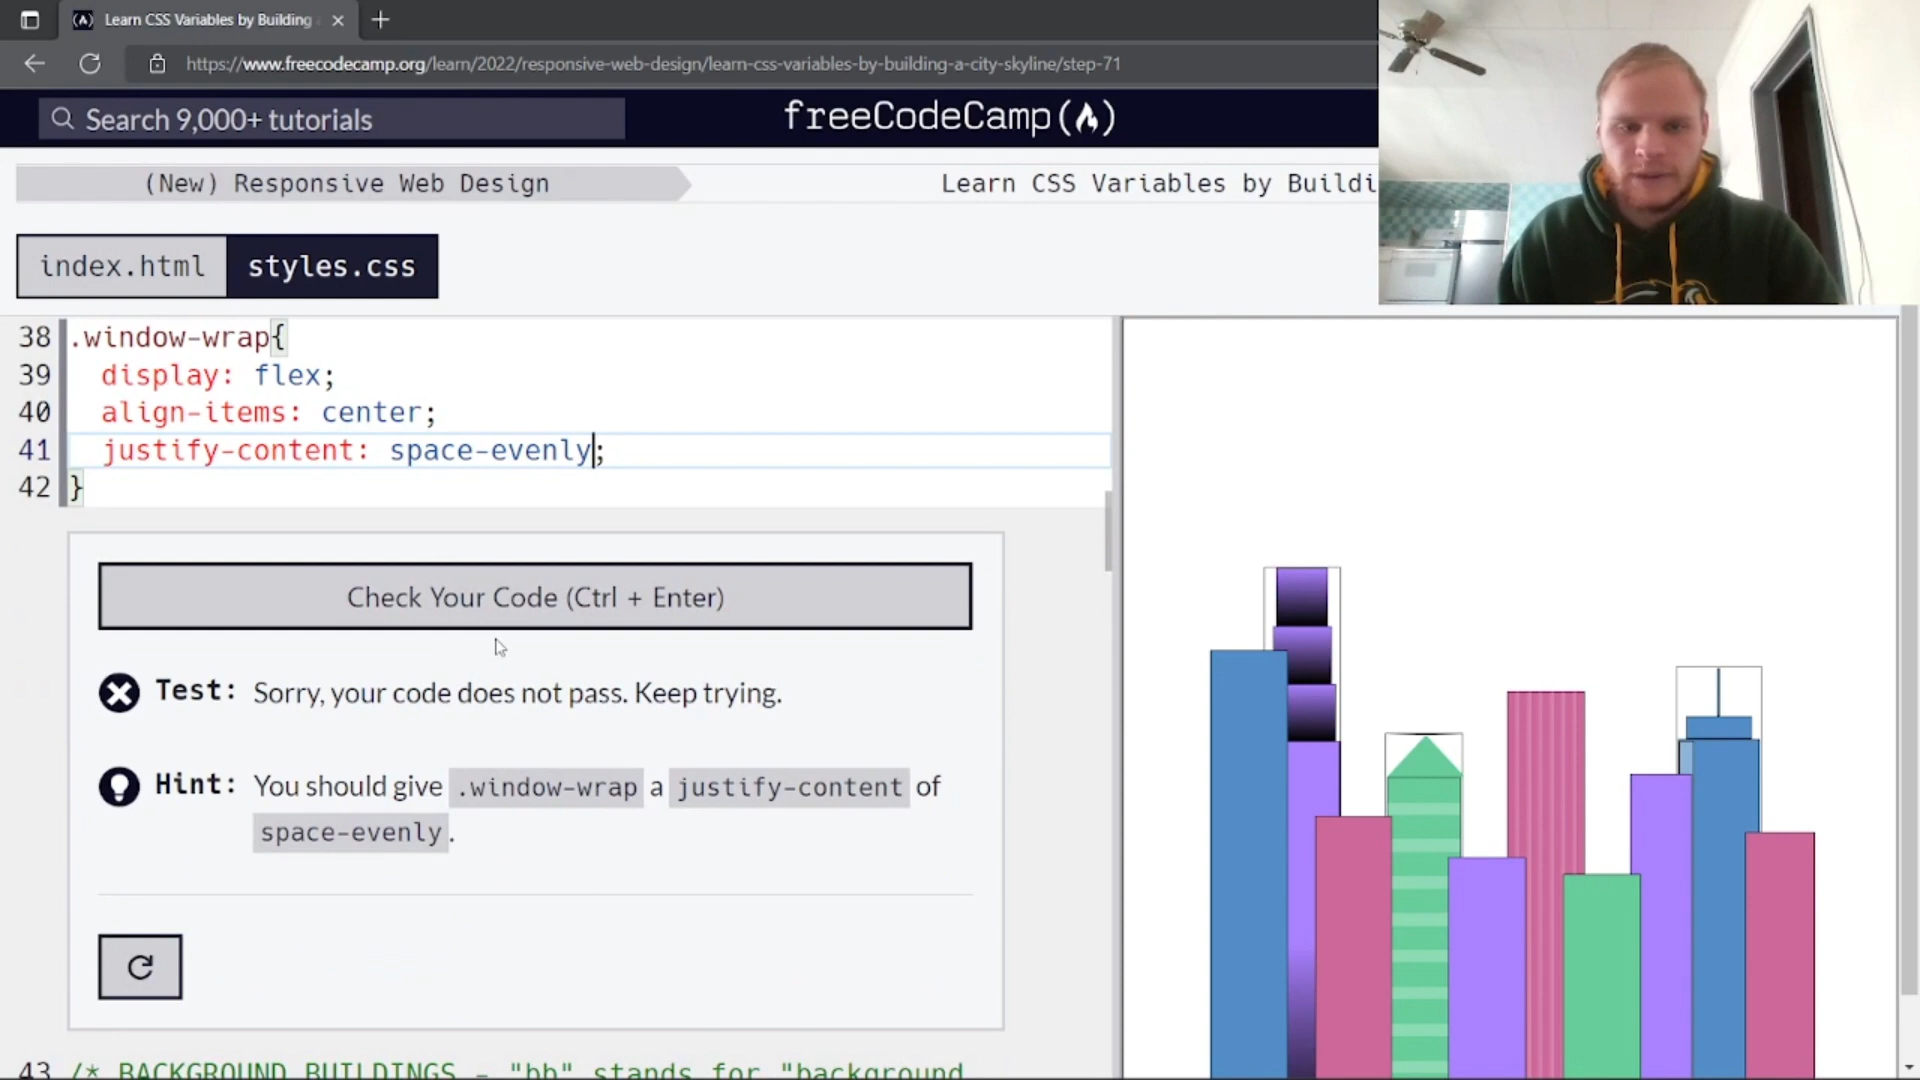 Learn CSS Variables by Building
https://www.freecodecamp.org/learn/2022/responsive-web-design/learn-css-variables-by-building-a-city-skyline/step-71
Search 9,000+ tutorials
freeCodeCamp(🔥)
(New) Responsive Web Design
Learn CSS Variables by Buildi
index.html
styles.css
38 .window-wrap{
39 display: flex;
40 align-items: center;
41 justify-content: space-evenly;
42 }
Check Your Code (Ctrl + Enter)
Test: Sorry, your code does not pass. Keep trying.
Hint: You should give .window-wrap a justify-content of
space-evenly.
43 /* BACKGROUND BUILDINGS - "bb" stands for "background